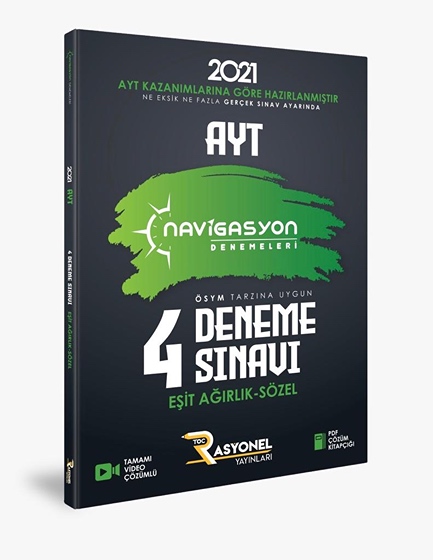 2021
AYT KAZANIMLARINA GÖRE HAZIRLANMIŞTIR
NE EKSİK NE FAZLA GERÇEK SINAV AYARINDA
AYT
NAVİGASYON
DENEMELERİ
ÖSYM TARZINA UYGUN
4 DENEME
SINAVI
EŞİT AĞIRLIK-SÖZEL
TAMAMI
VİDEO
ÇÖZÜMLÜ
TOC
RASYONEL
YAYINLARI
PDF
ÇÖZÜM
KİTAPÇIĞI
2021 AYT
4 DENEME SINAVI
EŞİT AĞIRLIK-SÖZEL
RASYONEL